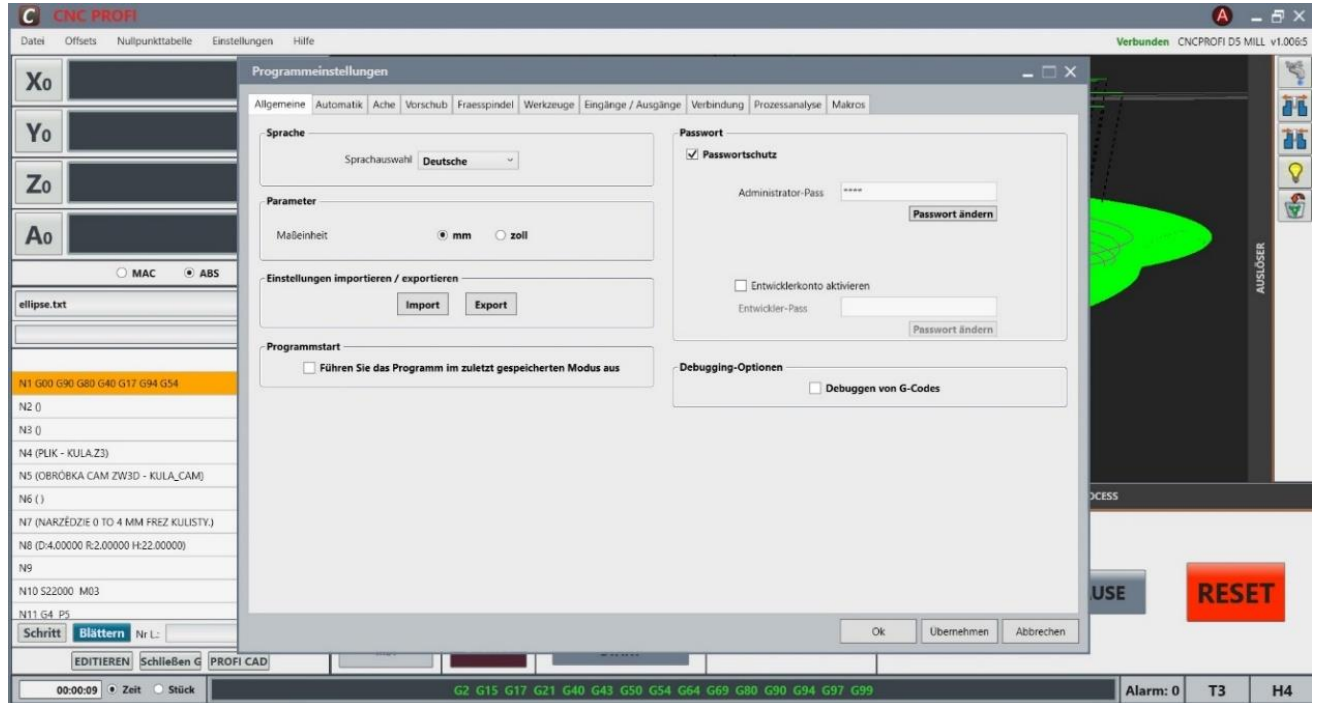 C CNC PROFI A
Datei Offsets Nullpunkttabelle Einstellungen Hilfe Verbunden CNCPROFI D5 MILL v1.006:5
Programmeinstellungen
Allgemeine Automatik Ache Vorschub Fraesspindel Werkzeuge Eingänge / Ausgänge Verbindung Prozessanalyse Makros
X0
Y0
Z0
A0
MAC ABS
ellipse.txt
Sprache
Sprachauswahl Deutsche
Parameter
Maßeinheit mm zoll
Einstellungen importieren / exportieren
Import Export
Programmstart
Führen Sie das Programm im zuletzt gespeicherten Modus aus
Passwort
Passwortschutz
Administrator-Pass ****
Passwort ändern
Entwicklerkonto aktivieren
Entwickler-Pass
Passwort ändern
Debugging-Optionen
Debuggen von G-Codes
Ok Übernehmen Abbrechen
AUSLÖSER
N1 G00 G90 G80 G40 G17 G94 G54
N2 ()
N3 ()
N4 (PLIK - KULA.Z3)
N5 (OBRÓBKA CAM ZW3D - KULA_CAM)
N6 ( )
N7 (NARZĘDZIE 0 TO 4 MM FREZ KULISTY.)
N8 (D:4.00000 R:2.00000 H:22.00000)
N9
N10 S22000 M03
N11 G4 P5
Schritt Blättern Nr L.:
EDITIEREN Schließen G PROFI CAD
OCESS
USE
RESET
00:00:09 Zeit Stück
G2 G15 G17 G21 G40 G43 G50 G54 G64 G69 G80 G90 G94 G97 G99
Alarm: 0 T3 H4